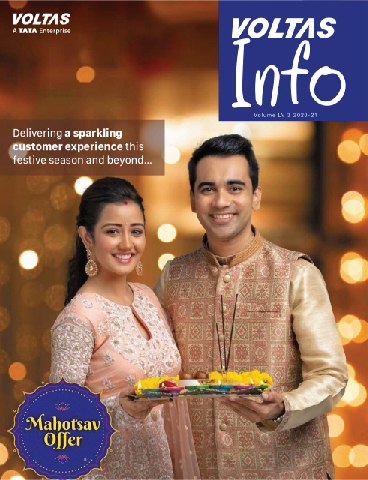 VOLTAS
A TATA Enterprise
VOLTAS
Info
Volume LV-3 2020-21
Delivering a sparkling
customer experience this
festive season and beyond...
Mahotsav
Offer